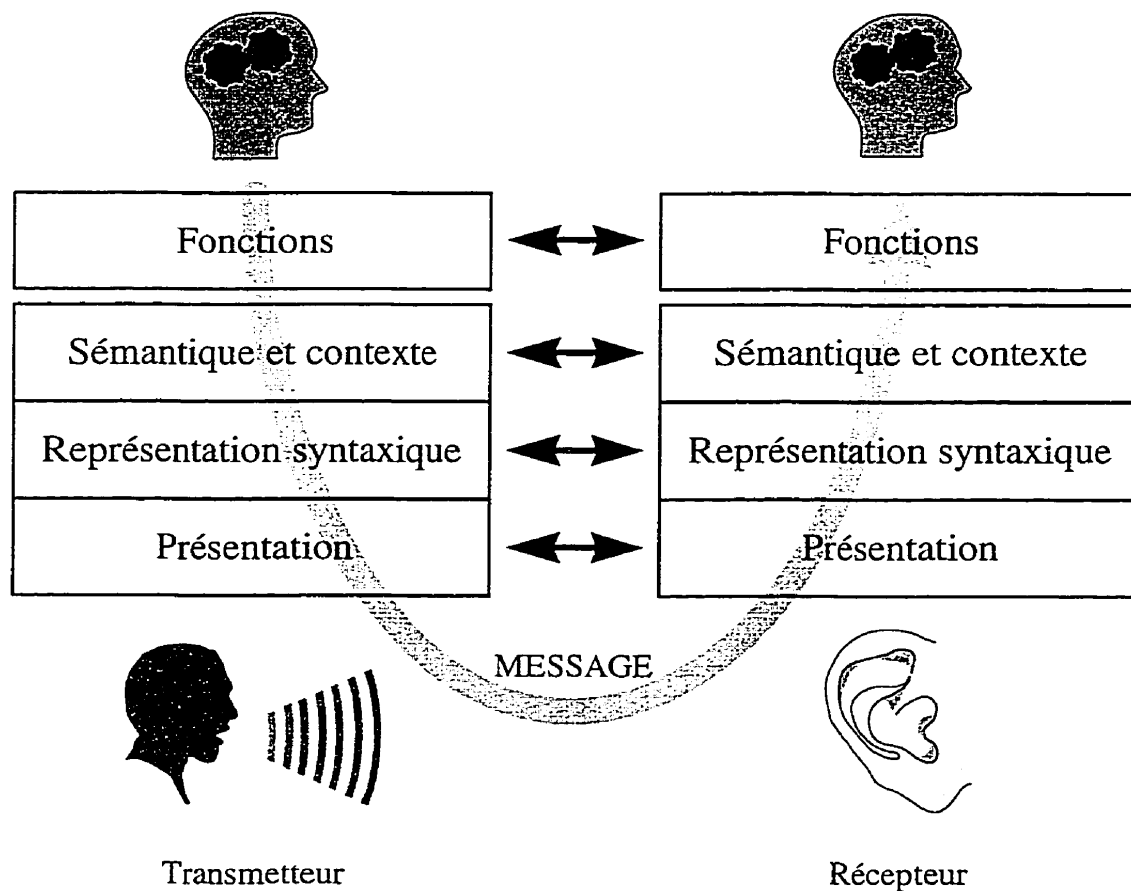 Fonctions
Sémantique et contexte
Représentation syntaxique
Présentation
Fonctions
Sémantique et contexte
Représentation syntaxique
Présentation
MESSAGE
Transmetteur
Récepteur